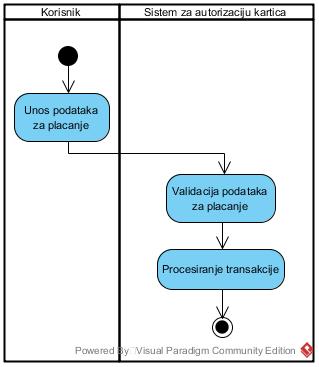 Korisnik
Sistem za autorizaciju kartica
Unos podataka
za placanje
Validacija podataka
za placanje
Procesiranje transakcije
Powered By Visual Paradigm Community Edition